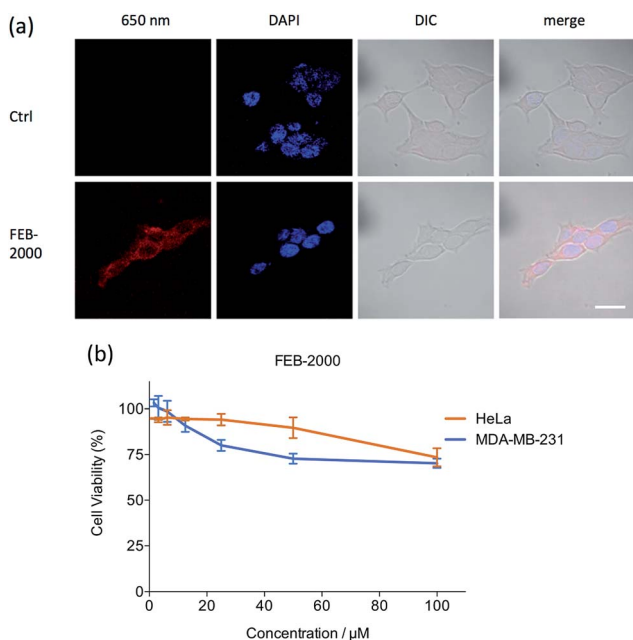 (a)
650 nm DAPI DIC merge
Ctrl
FEB-
2000
(b)
FEB-2000
Cell Viability (%)
100
75
50
25
0
0 20 40 60 80 100
Concentration / µM
HeLa
MDA-MB-231